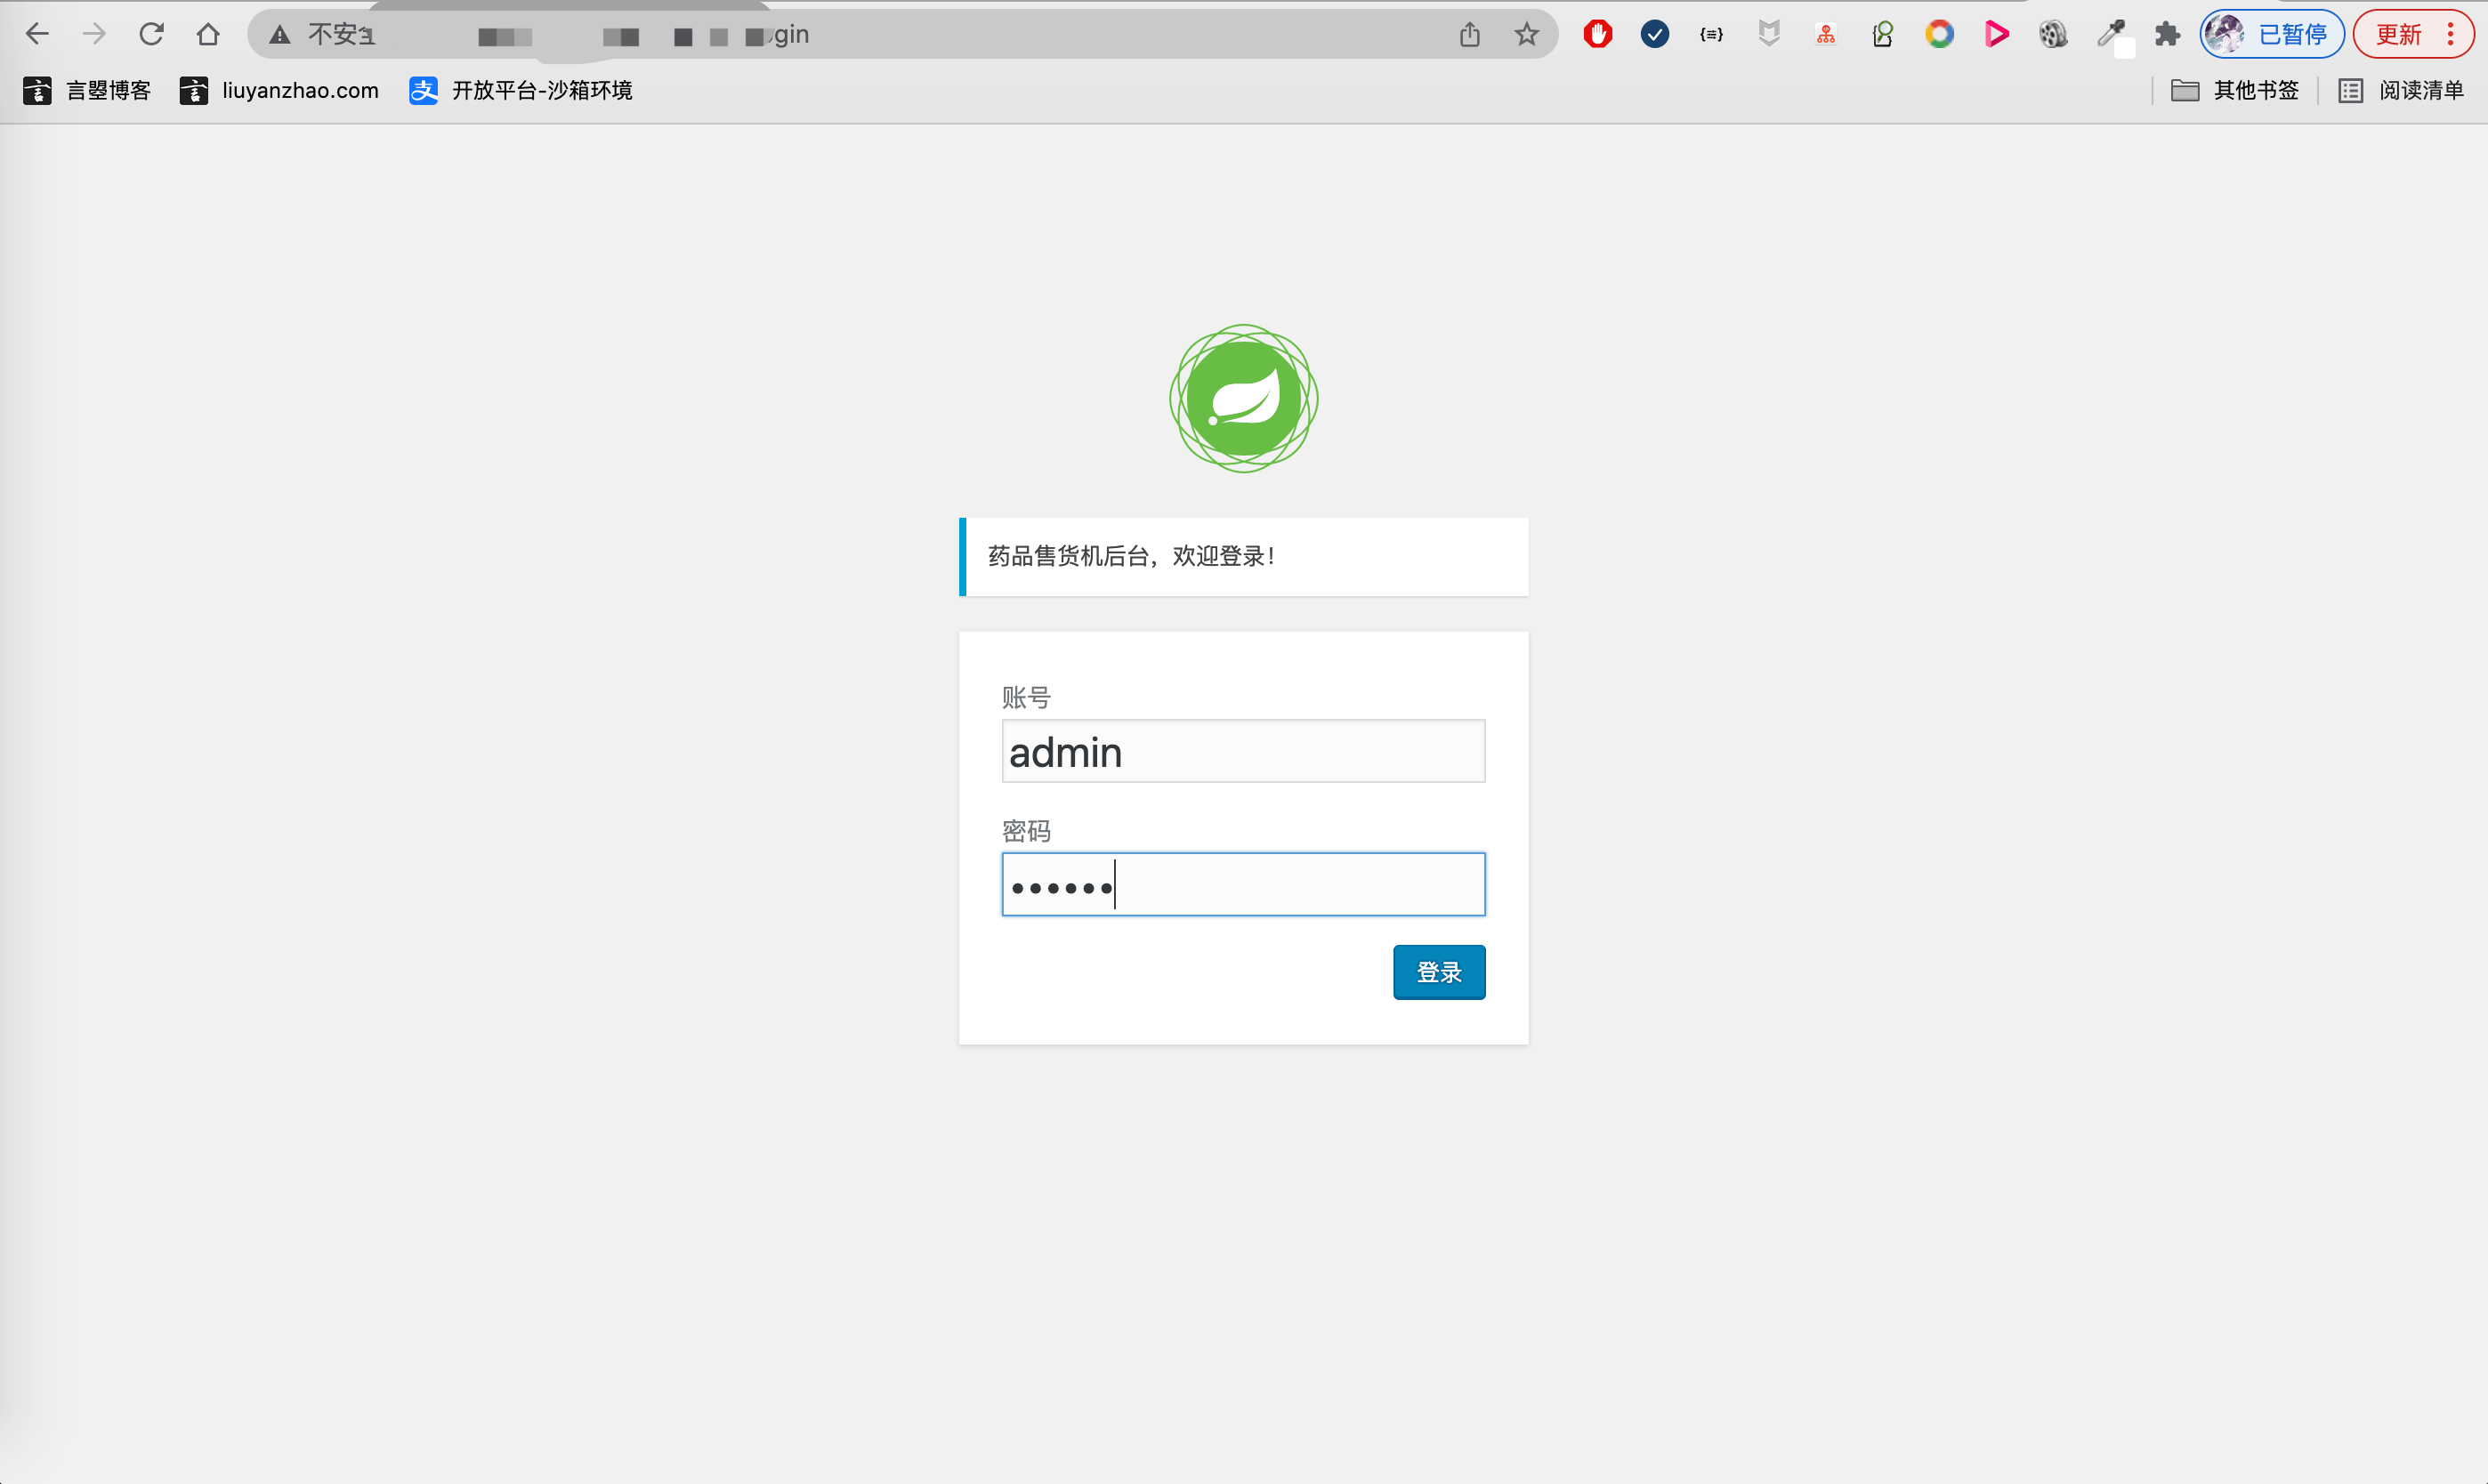 不安全
gin
已暂停
更新
言曌博客
liuyanzhao.com
开放平台-沙箱环境
其他书签
阅读清单
药品售货机后台，欢迎登录！
账号
admin
密码
登录